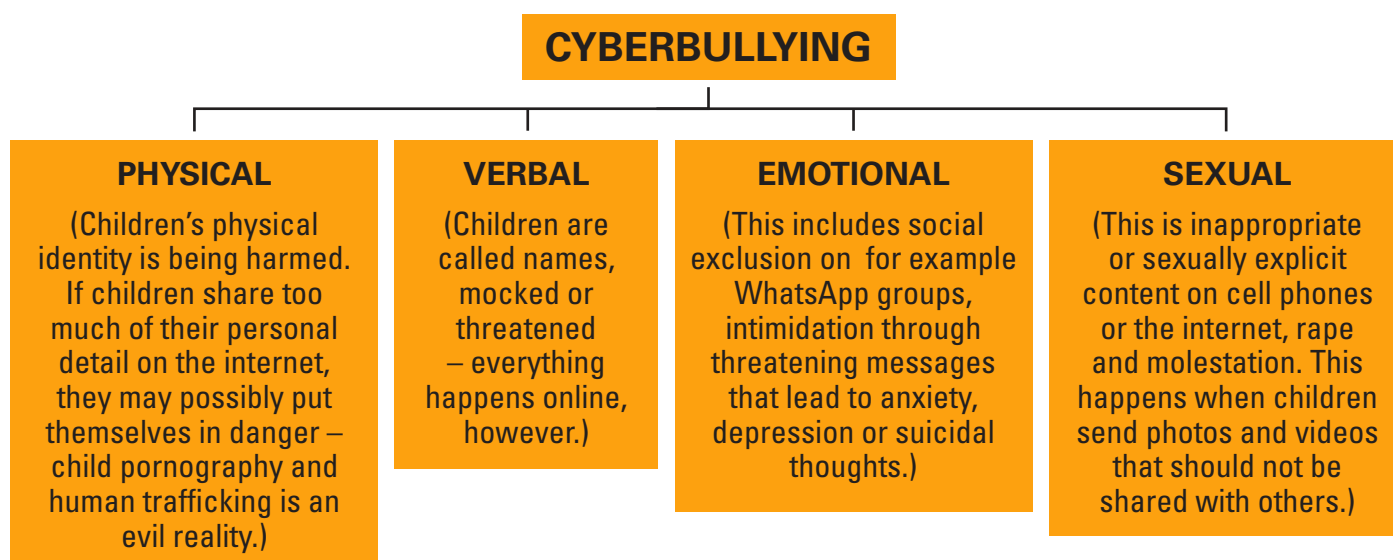 CYBERBULLYING
PHYSICAL
(Children’s physical
identity is being harmed.
If children share too
much of their personal
detail on the internet,
they may possibly put
themselves in danger –
child pornography and
human trafficking is an
evil reality.)
VERBAL
(Children are
called names,
mocked or
threatened
– everything
happens online,
however.)
EMOTIONAL
(This includes social
exclusion on for example
WhatsApp groups,
intimidation through
threatening messages
that lead to anxiety,
depression or suicidal
thoughts.)
SEXUAL
(This is inappropriate
or sexually explicit
content on cell phones
or the internet, rape
and molestation. This
happens when children
send photos and videos
that should not be
shared with others.)